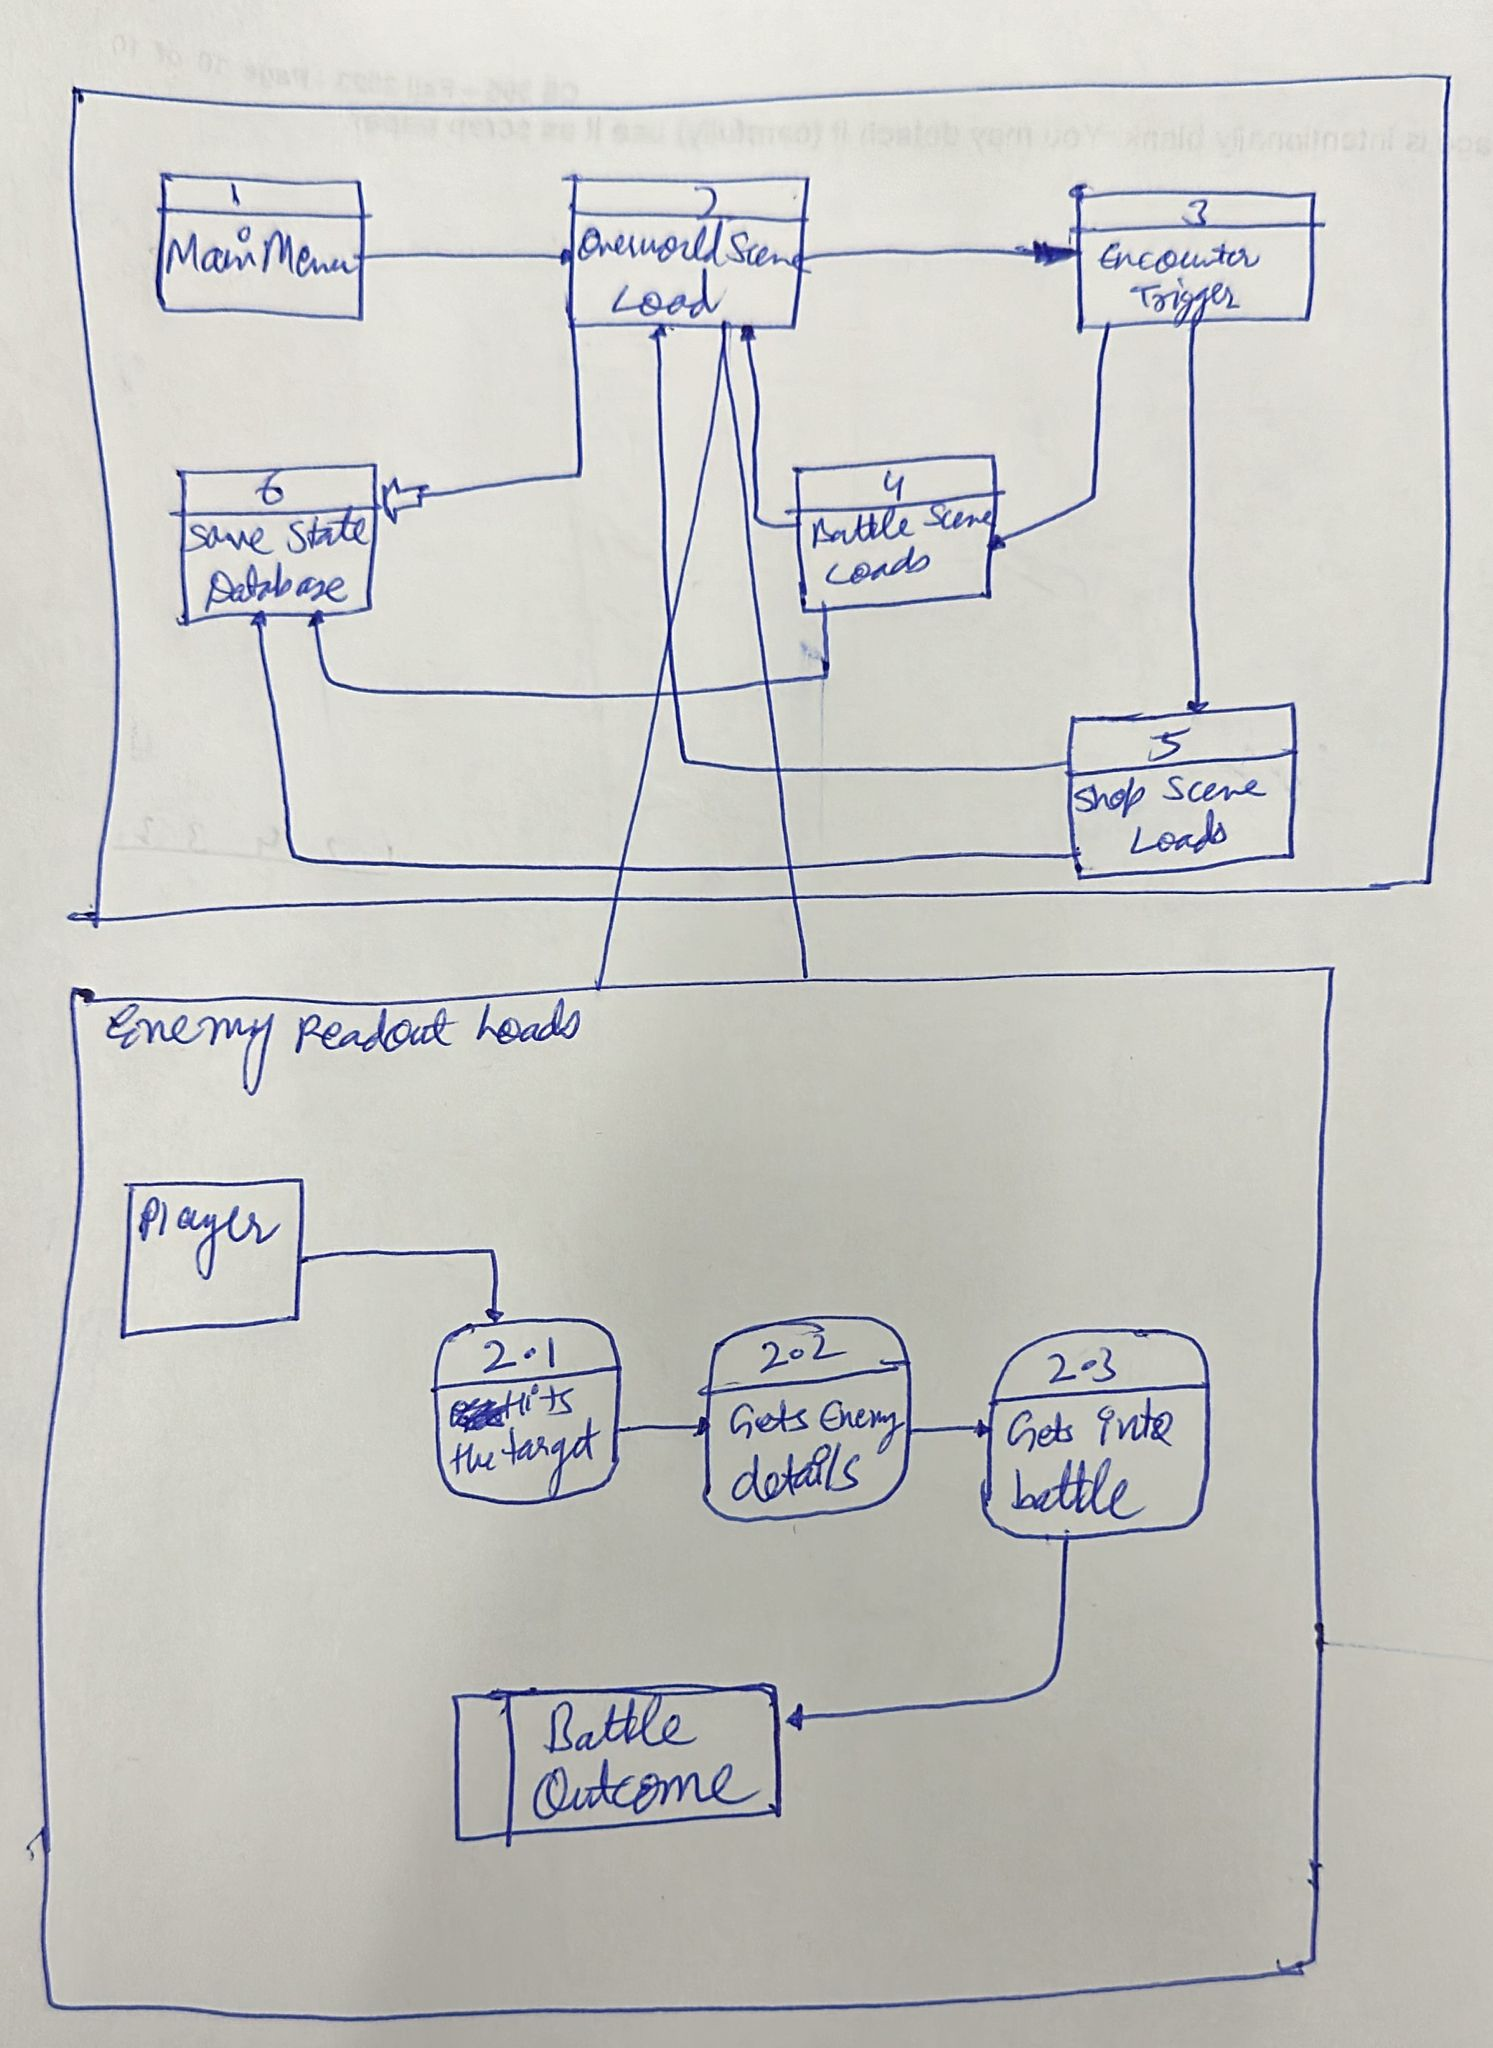 1
Main Menu
2
Overworld Scene
Load
3
Encounter
Trigger
6
Save State
Database
4
Battle Scene
Loads
5
Shop Scene
Loads
Enemy Readout Loads
Player
2.1
Hits
the target
2.2
Gets Enemy
details
2.3
Gets into
battle
Battle
Outcome